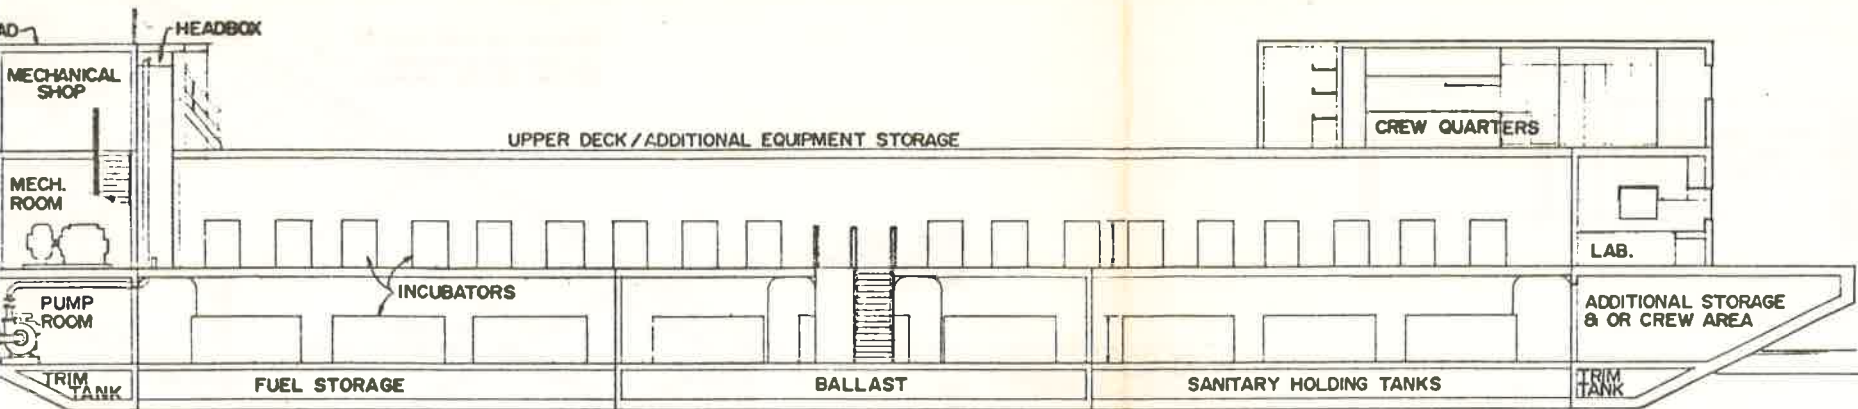 AD
HEADBOX
MECHANICAL
SHOP
UPPER DECK/ADDITIONAL EQUIPMENT STORAGE
CREW QUARTERS
MECH.
ROOM
LAB.
INCUBATORS
PUMP
ROOM
ADDITIONAL STORAGE
& OR CREW AREA
TRIM
TANK
FUEL STORAGE
BALLAST
SANITARY HOLDING TANKS
TRIM
TANK